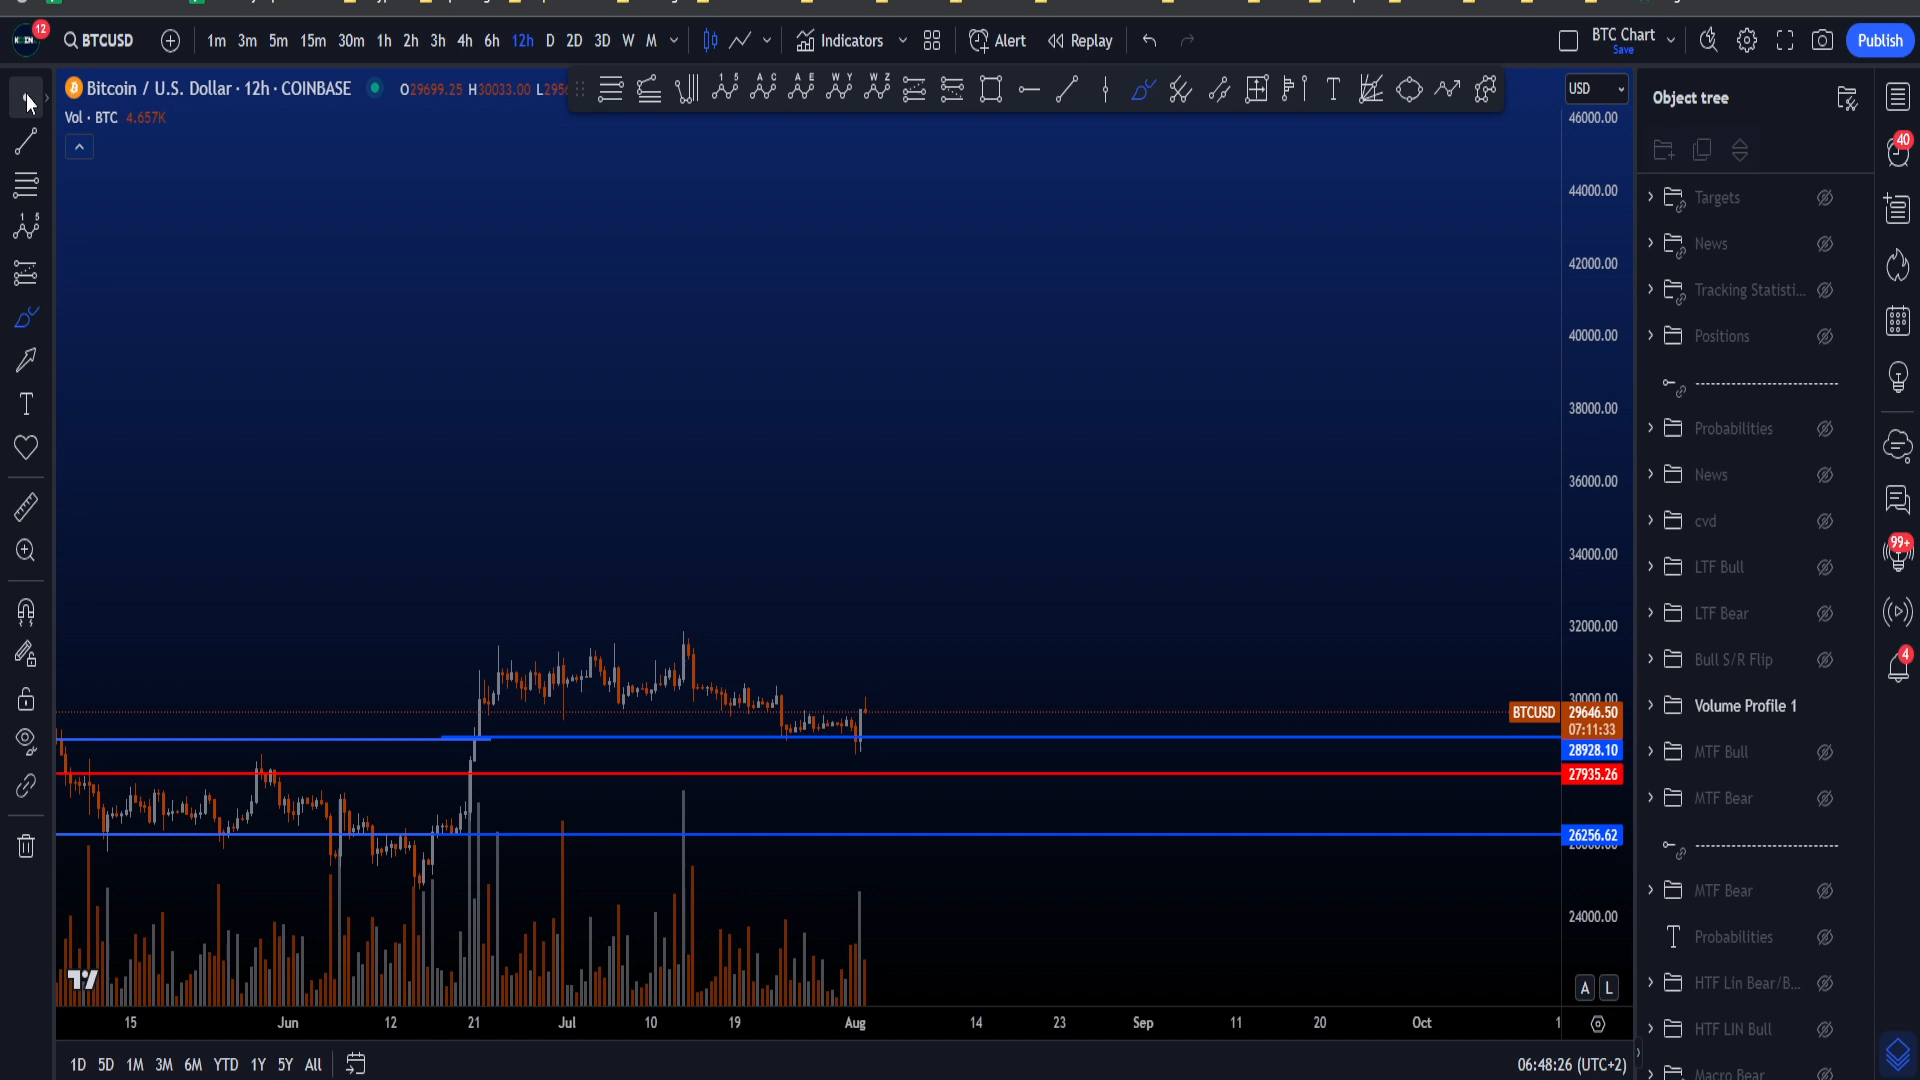 12
BTCUSD
1m 3m 5m 15m 30m 1h 2h 3h 4h 6h 12h D 2D 3D W M
Indicators
Alert
Replay
BTC Chart
Save
Publish
Bitcoin / U.S. Dollar · 12h · COINBASE
O29699.25 H30033.00 L2956
Vol · BTC 4.657K
USD
46000.00
44000.00
42000.00
40000.00
38000.00
36000.00
34000.00
32000.00
30000.00
BTCUSD 29646.50
07:11:33
28928.10
27935.26
26256.62
24000.00
A L
15 Jun 12 21 Jul 10 19 Aug 14 23 Sep 11 20 Oct 1
1D 5D 1M 3M 6M YTD 1Y 5Y All
06:48:26 (UTC+2)
Object tree
Targets
News
Tracking Statisti...
Positions
-----------------------------
Probabilities
News
cvd
LTF Bull
LTF Bear
Bull S/R Flip
Volume Profile 1
MTF Bull
MTF Bear
-----------------------------
MTF Bear
Probabilities
HTF Lin Bear/B...
HTF LIN Bull
Macro Bear
40
99+
4